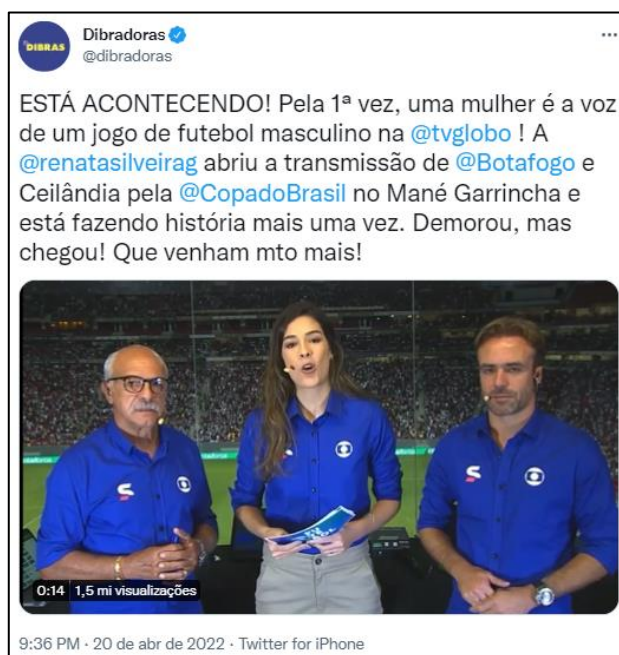 DIBRAS
Dibradoras
@dibradoras
ESTÁ ACONTECENDO! Pela 1ª vez, uma mulher é a voz
de um jogo de futebol masculino na @tvglobo ! A
@renatasilveirag abriu a transmissão de @Botafogo e
Ceilândia pela @CopadoBrasil no Mané Garrincha e
está fazendo história mais uma vez. Demorou, mas
chegou! Que venham mto mais!
0:14 1,5 mi visualizações
9:36 PM · 20 de abr de 2022 · Twitter for iPhone